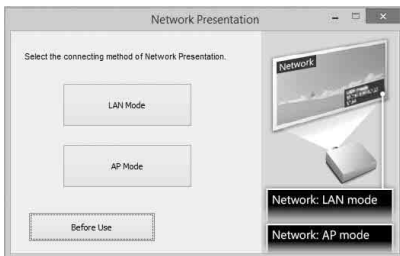 Network Presentation
Select the connecting method of Network Presentation.
LAN Mode
AP Mode
Before Use
Network
Network: LAN mode
Network: AP mode